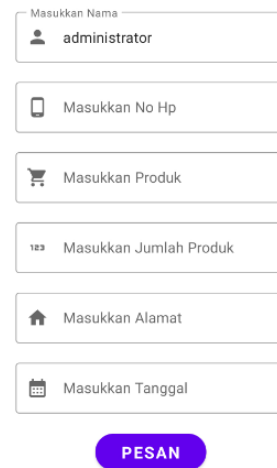 Masukkan Nama
administrator
Masukkan No Hp
Masukkan Produk
123 Masukkan Jumlah Produk
Masukkan Alamat
Masukkan Tanggal
PESAN